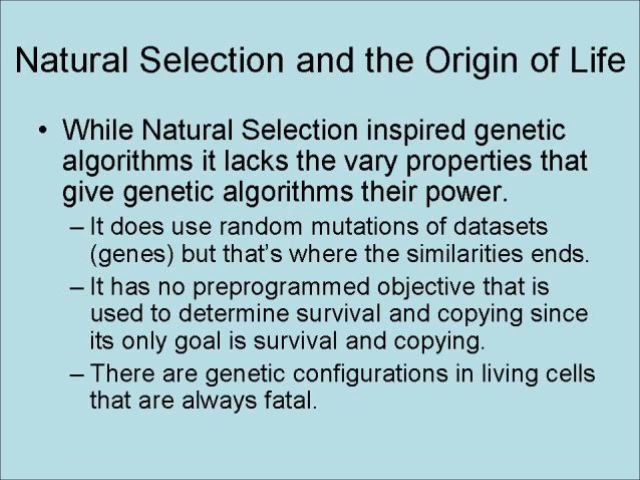 Natural Selection and the Origin of Life
• While Natural Selection inspired genetic
algorithms it lacks the vary properties that
give genetic algorithms their power.
– It does use random mutations of datasets
(genes) but that's where the similarities ends.
– It has no preprogrammed objective that is
used to determine survival and copying since
its only goal is survival and copying.
– There are genetic configurations in living cells
that are always fatal.